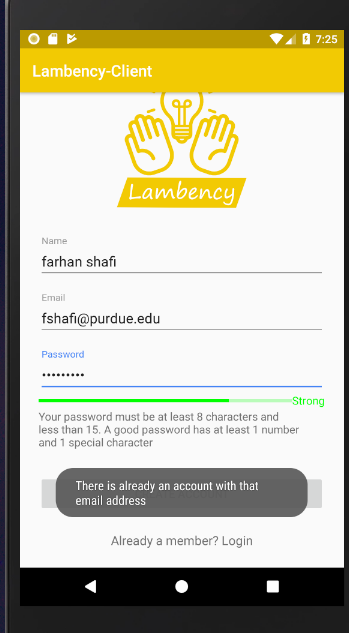 7:25
Lambency-Client
Lambency
Name
farhan shafi
Email
fshafi@purdue.edu
Password
•••••••••
Strong
Your password must be at least 8 characters and
less than 15. A good password has at least 1 number
and 1 special character
There is already an account with that
email address
Already a member? Login